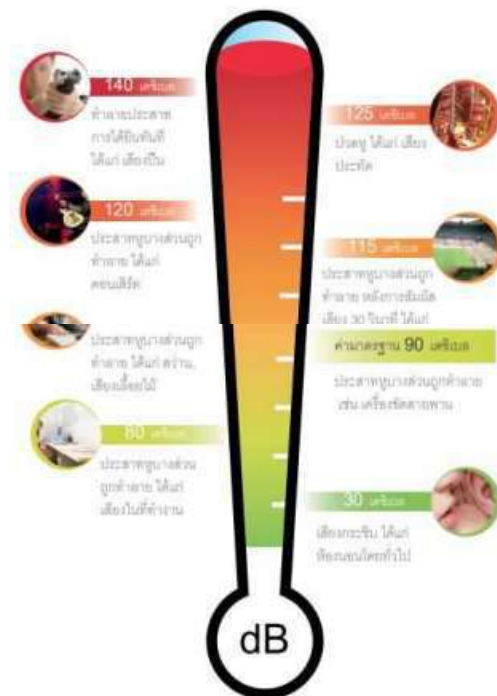 140 เดซิเบล
ทำลายประสาท
การได้ยินทันที
ได้แก่ เสียงปืน
125 เดซิเบล
ปวดหู ได้แก่ เสียง
ประทัด
120 เดซิเบล
ประสาทหูบางส่วนถูก
ทำลาย ได้แก่
คอนเสิร์ต
115 เดซิเบล
ประสาทหูบางส่วนถูก
ทำลาย หลังการสัมผัส
เสียง 30 วินาที ได้แก่
ประสาทหูบางส่วนถูก
ทำลาย ได้แก่ สว่าน,
เสียงเลื่อยไม้
ค่ามาตรฐาน 90 เดซิเบล
ประสาทหูบางส่วนถูกทำลาย
เช่น เครื่องขัดสายพาน
80 เดซิเบล
ประสาทหูบางส่วน
ถูกทำลาย ได้แก่
เสียงในที่ทำงาน
30 เดซิเบล
เสียงกระซิบ ได้แก่
ห้องนอนโดยทั่วไป
dB